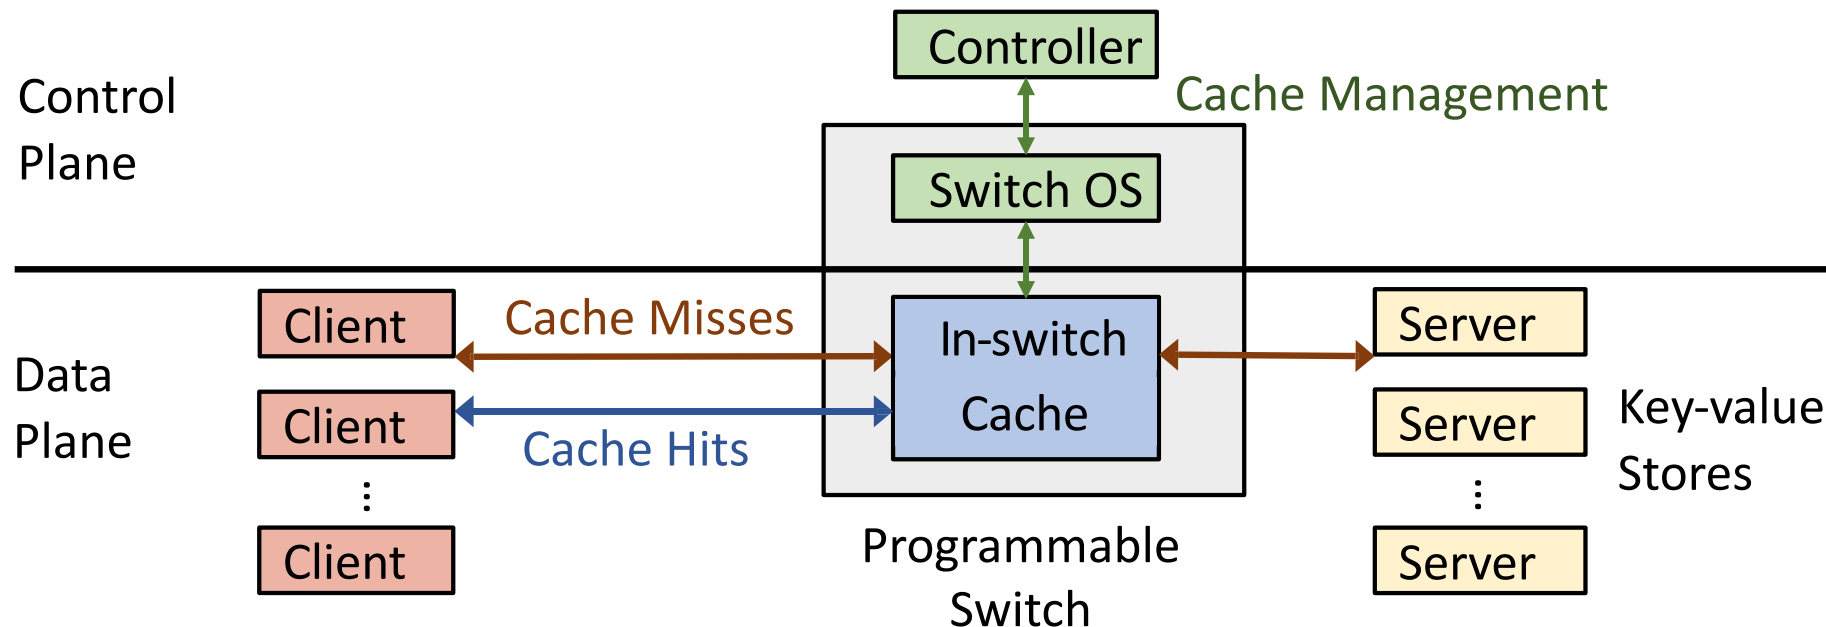 Controller
Control
Plane
Cache Management
Switch OS
Client
Cache Misses
In-switch
Cache
Server
Data
Plane
Client
Cache Hits
Server
Key-value
Stores
...
...
Client
Programmable
Switch
Server